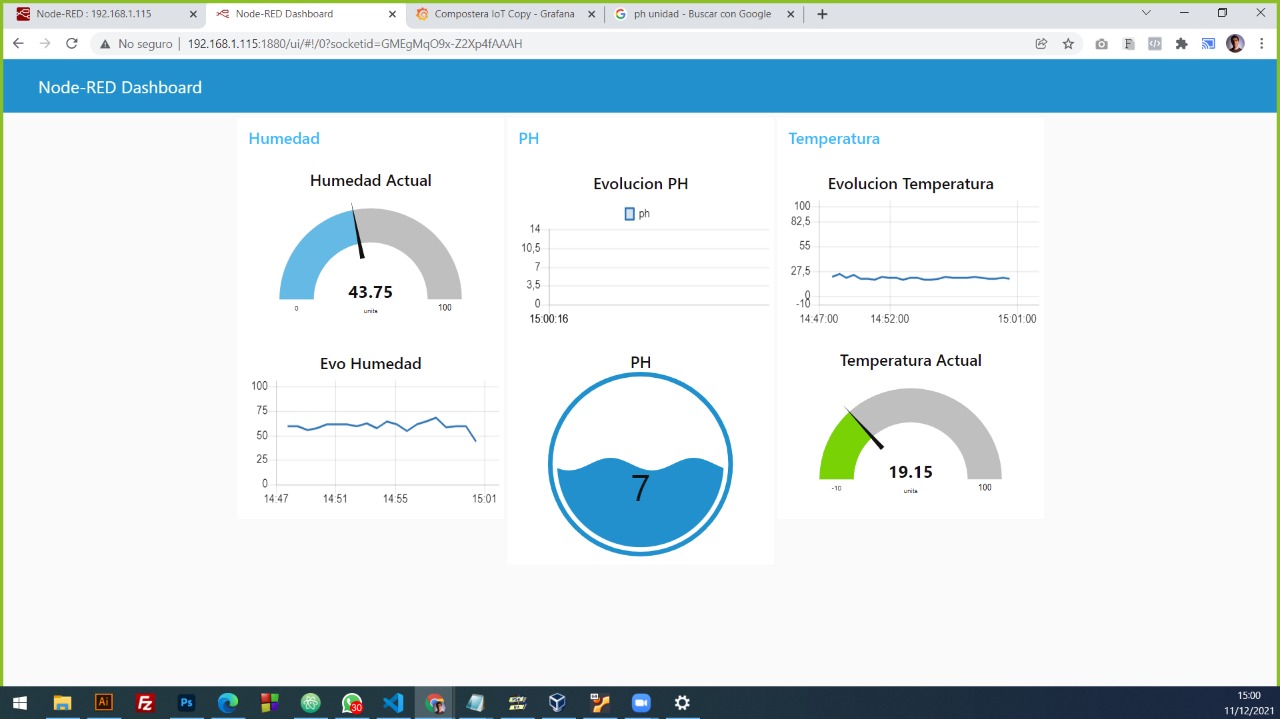 Node-RED : 192.168.1.115
Node-RED Dashboard
Compostera IoT Copy - Grafana
ph unidad - Buscar con Google
No seguro
192.168.1.115:1880/ui/#!/0?socketid=GMEgMqO9x-Z2Xp4fAAAH
Node-RED Dashboard
Humedad
Humedad Actual
43.75
units
0
100
Evo Humedad
100
75
50
25
0
14:47 14:51 14:55 15:01
PH
Evolucion PH
ph
14
10,5
7
3,5
0
15:00:16
PH
7
Temperatura
Evolucion Temperatura
100
82,5
55
27,5
0
-10
14:47:00 14:52:00 15:01:00
Temperatura Actual
19.15
units
-10
100
Ai
Fz
Ps
30
15:00
11/12/2021